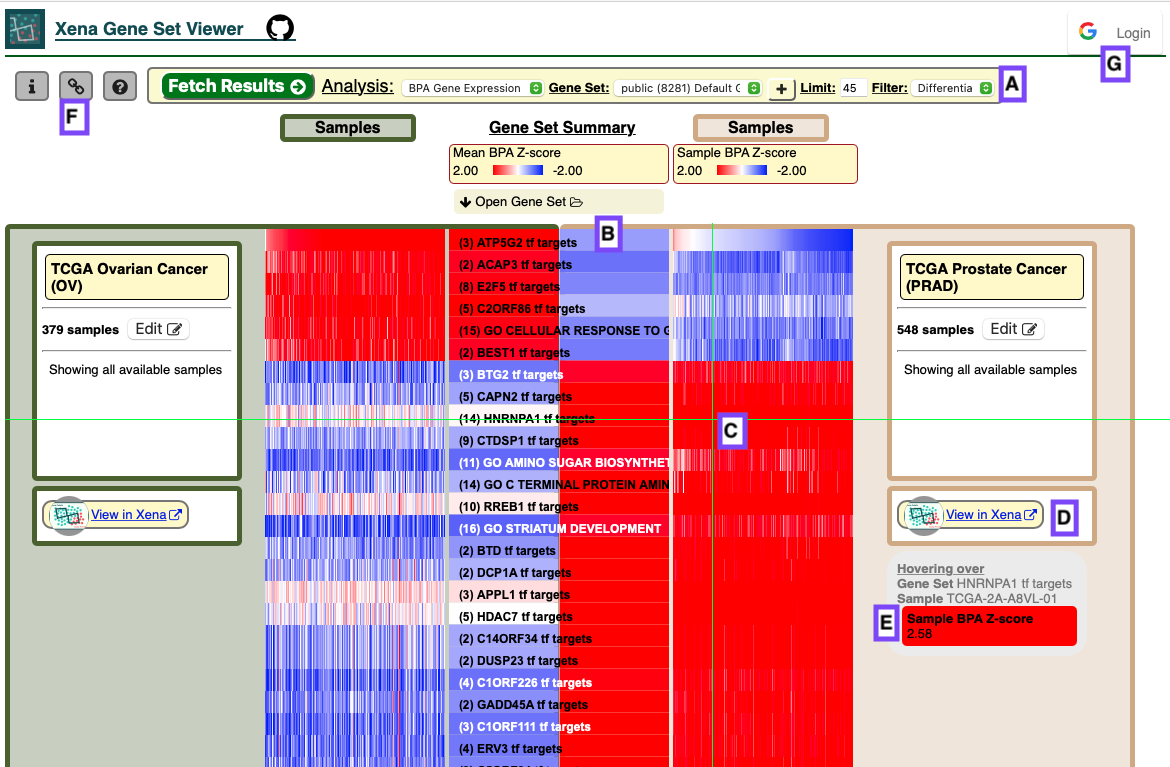 Xena Gene Set Viewer
Login
G
Fetch Results Analysis: BPA Gene Expression Gene Set: public (8281) Default G + Limit: 45 Filter: Differentia
A
F
Samples
Gene Set Summary
Samples
Mean BPA Z-score
2.00 -2.00
Sample BPA Z-score
2.00 -2.00
Open Gene Set
B
TCGA Ovarian Cancer
(OV)
379 samples Edit
Showing all available samples
View in Xena
(3) ATP5G2 tf targets
(2) ACAP3 tf targets
(8) E2F5 tf targets
(5) C2ORF86 tf targets
(15) GO CELLULAR RESPONSE TO G
(2) BEST1 tf targets
(3) BTG2 tf targets
(5) CAPN2 tf targets
(14) HNRNPA1 tf targets
(9) CTDSP1 tf targets
(11) GO AMINO SUGAR BIOSYNTHET
(14) GO C TERMINAL PROTEIN AMIN
(10) RREB1 tf targets
(16) GO STRIATUM DEVELOPMENT
(2) BTD tf targets
(2) DCP1A tf targets
(3) APPL1 tf targets
(5) HDAC7 tf targets
(2) C14ORF34 tf targets
(2) DUSP23 tf targets
(4) C1ORF226 tf targets
(2) GADD45A tf targets
(3) C1ORF111 tf targets
(4) ERV3 tf targets
C
TCGA Prostate Cancer
(PRAD)
548 samples Edit
Showing all available samples
View in Xena
D
Hovering over
Gene Set HNRNPA1 tf targets
Sample TCGA-2A-A8VL-01
E
Sample BPA Z-score
2.58